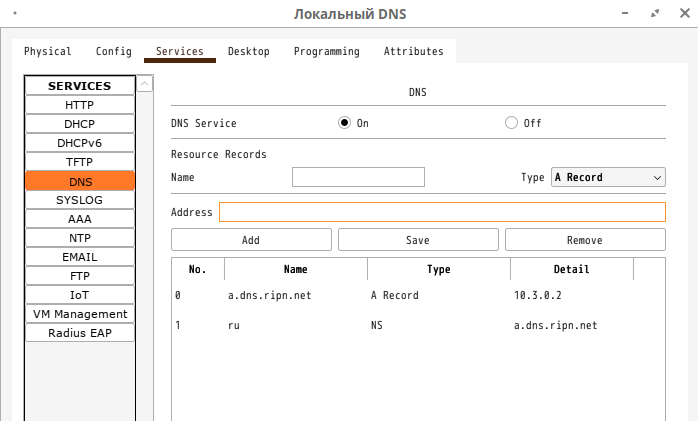 Локальный DNS
Physical Config Services Desktop Programming Attributes
SERVICES
HTTP
DHCP
DHCPv6
TFTP
DNS
SYSLOG
AAA
NTP
EMAIL
FTP
IoT
VM Management
Radius EAP
DNS
DNS Service On Off
Resource Records
Name Type A Record
Address
Add Save Remove
No. Name Type Detail
0 a.dns.ripn.net A Record 10.3.0.2
1 ru NS a.dns.ripn.net